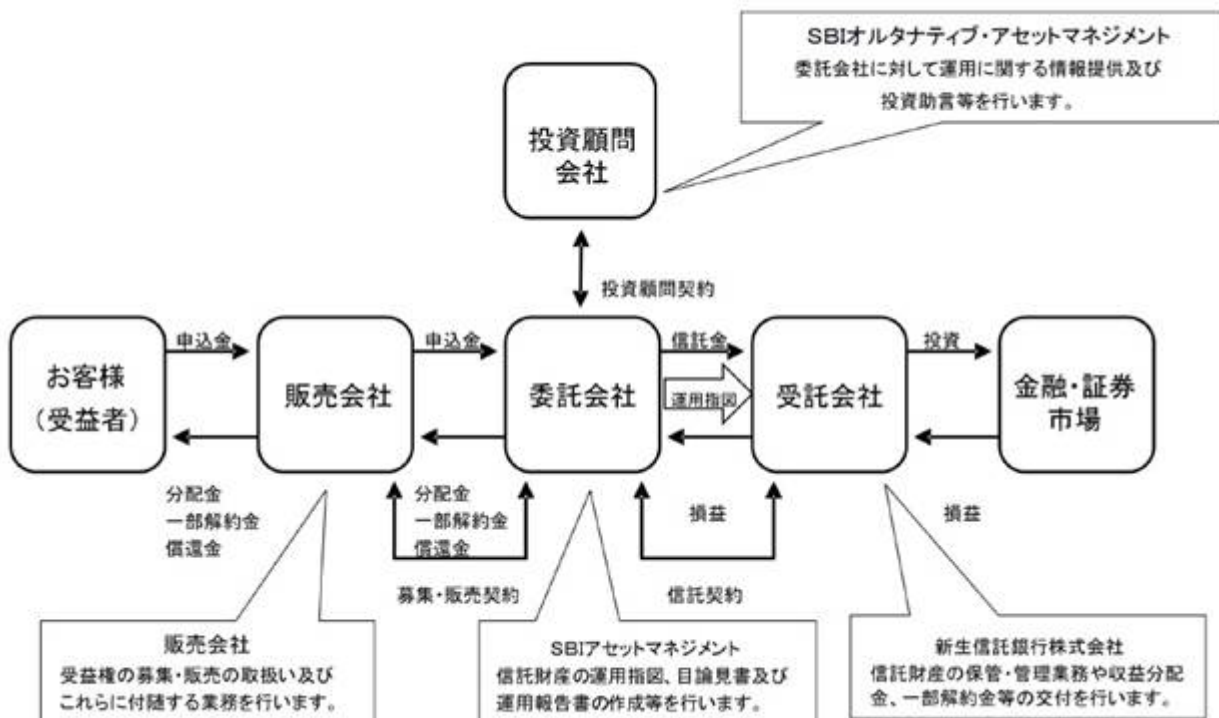 SBIオルタナティブ・アセットマネジメント
委託会社に対して運用に関する情報提供及び
投資助言等を行います。
投資顧問
会社
投資顧問契約
お客様
（受益者）
申込金
販売会社
申込金
委託会社
信託金
運用指図
受託会社
投資
金融・証券
市場
分配金
一部解約金
償還金
分配金
一部解約金
償還金
損益
損益
募集・販売契約
信託契約
販売会社
受益権の募集・販売の取扱い及び
これらに付随する業務を行います。
SBIアセットマネジメント
信託財産の運用指図、目論見書及び
運用報告書の作成等を行います。
新生信託銀行株式会社
信託財産の保管・管理業務や収益分配
金、一部解約金等の交付を行います。